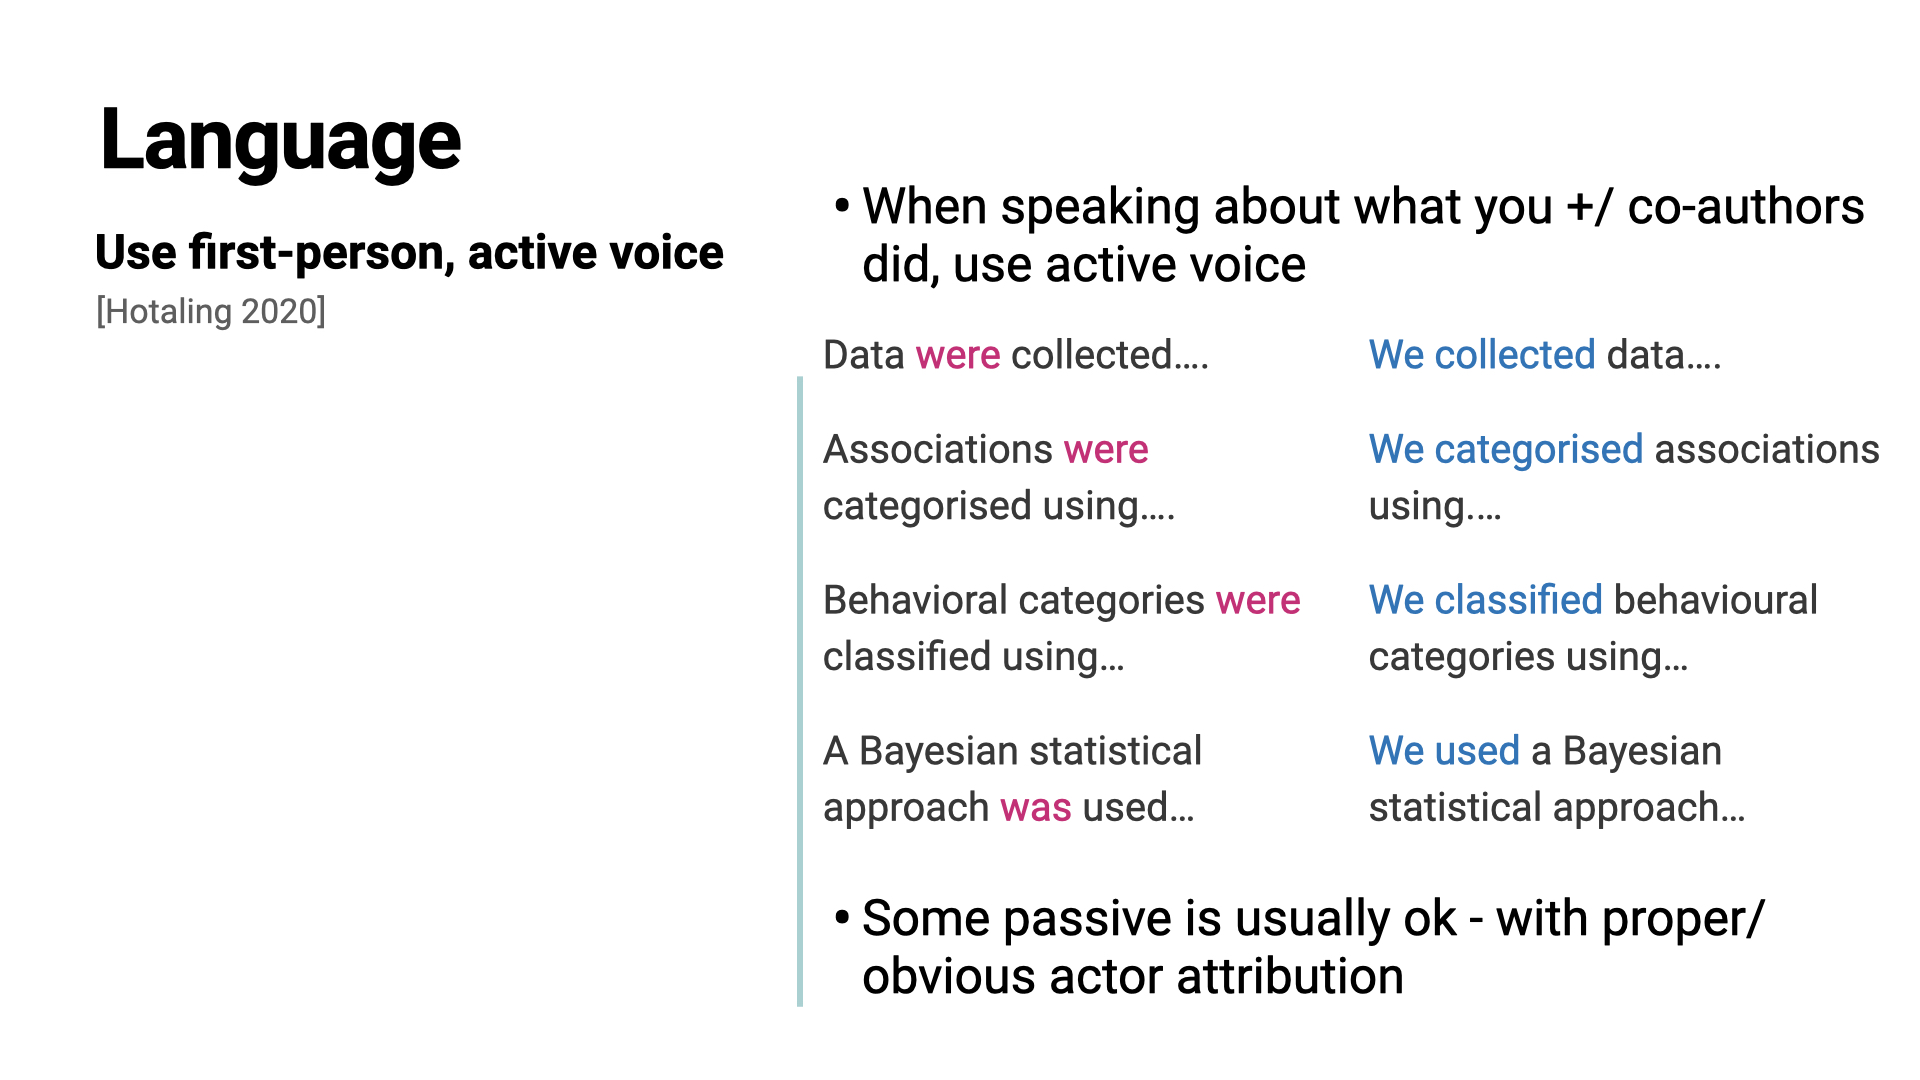 Language
Use first-person, active voice
[Hotaling 2020]
• When speaking about what you +/ co-authors
did, use active voice
Data were collected....
We collected data....
Associations were
categorised using....
We categorised associations
using....
Behavioral categories were
classified using...
We classified behavioural
categories using...
A Bayesian statistical
approach was used...
We used a Bayesian
statistical approach...
• Some passive is usually ok - with proper/
obvious actor attribution